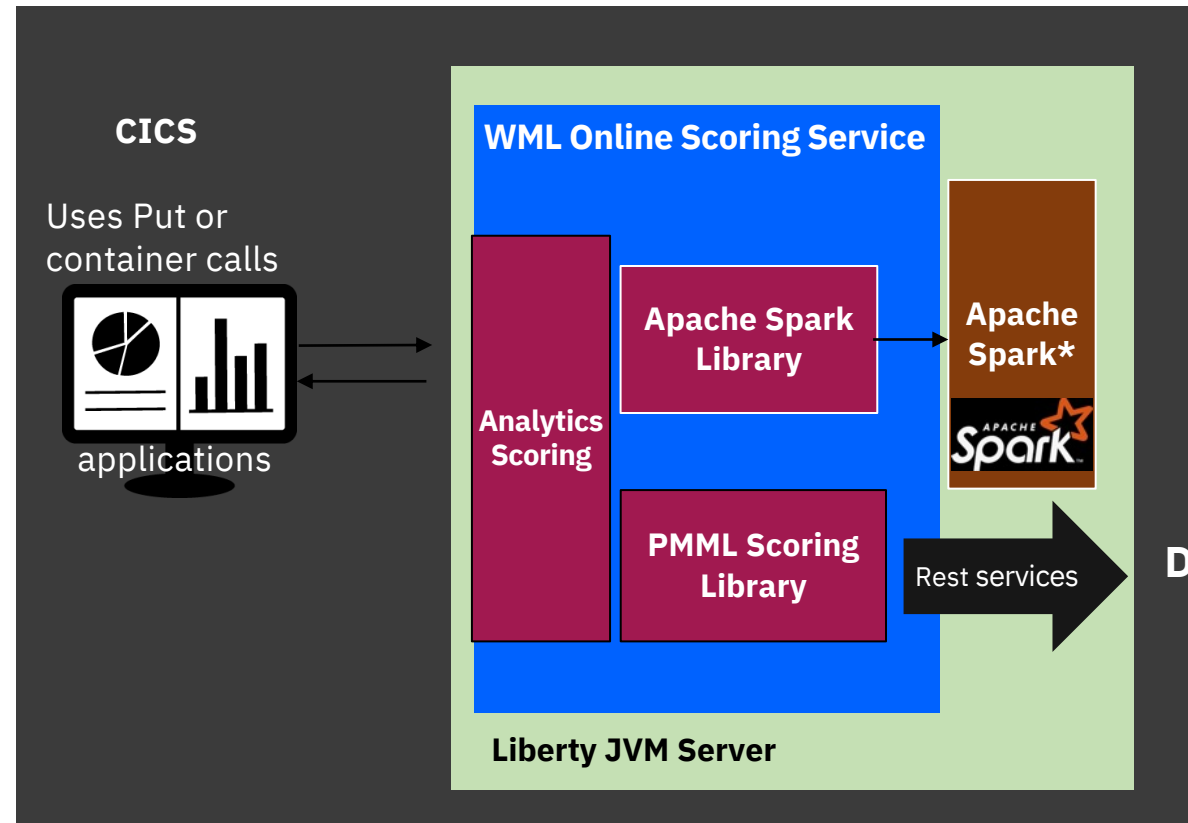 CICS
Uses Put or
container calls
applications
WML Online Scoring Service
Analytics
Scoring
Apache Spark
Library
PMML Scoring
Library
Apache
Spark*
APACHE
Spark
TM
Rest services
D
Liberty JVM Server